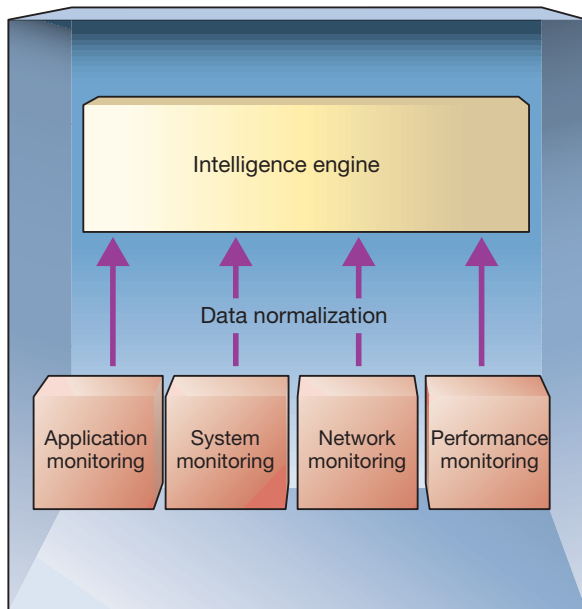 Intelligence engine
Data normalization
Application
monitoring
System
monitoring
Network
monitoring
Performance
monitoring